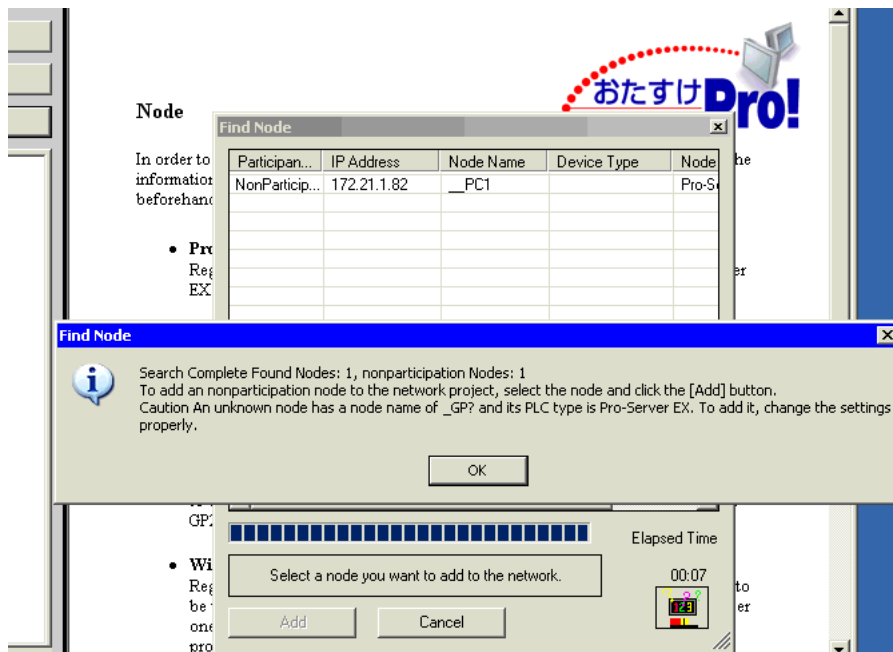 おたすけPro!
Node
Find Node
In order to
he
information
beforehand
Participan... IP Address Node Name Device Type Node
NonParticip... 172.21.1.82 __PC1 Pro-Se
Pro
Reg
er
EX
Find Node
Search Complete Found Nodes: 1, nonparticipation Nodes: 1
To add an nonparticipation node to the network project, select the node and click the [Add] button.
Caution An unknown node has a node name of _GP? and its PLC type is Pro-Server EX. To add it, change the settings
properly.
OK
GP
Elapsed Time
Wi
Select a node you want to add to the network.
00:07
Reg
to
be
er
one
Add
Cancel
pro